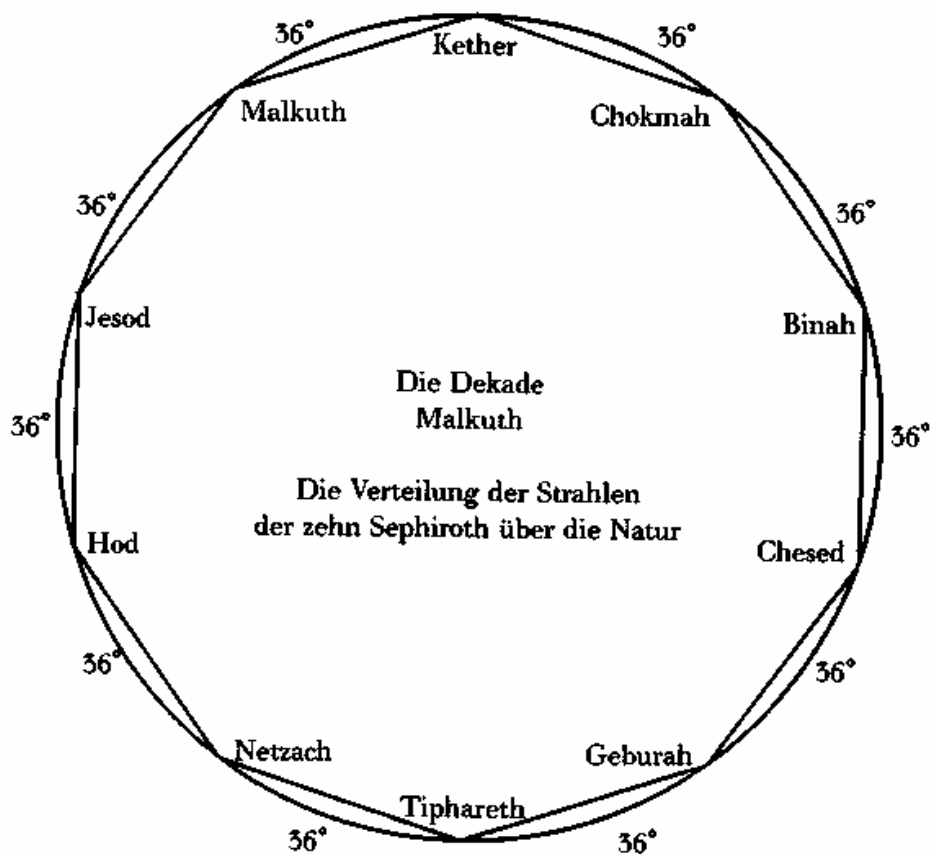 36° 36°
Kether
Malkuth Chokmah
36° 36°
Jesod Binah
Die Dekade
Malkuth
36° 36°
Die Verteilung der Strahlen
der zehn Sephiroth über die Natur
Hod Chesed
36° 36°
Netzach Geburah
Tiphareth
36° 36°